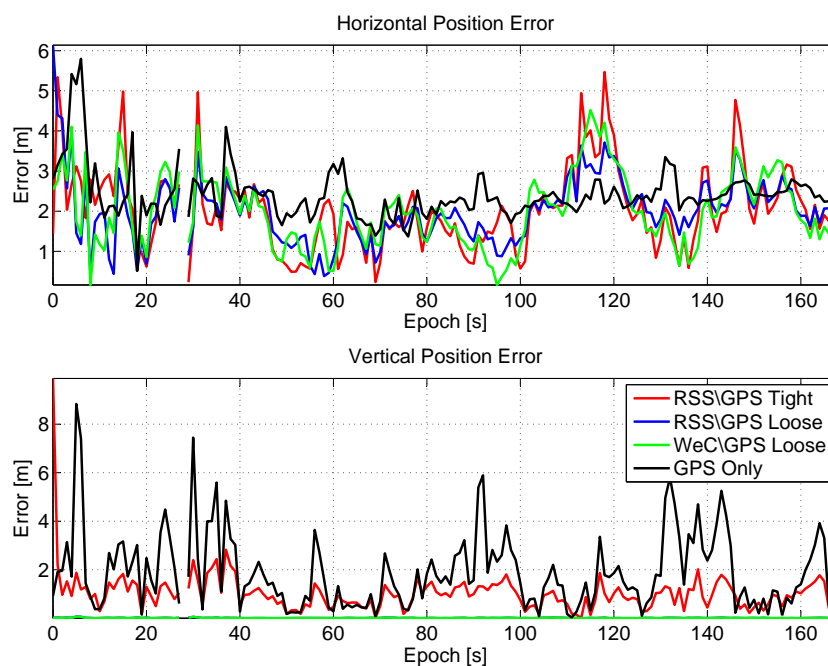 Horizontal Position Error
6
5
4
3
2
1
Error [m]
0 20 40 60 80 100 120 140 160
Epoch [s]
Vertical Position Error
8
6
4
2
Error [m]
RSS\GPS Tight
RSS\GPS Loose
WeC\GPS Loose
GPS Only
0 20 40 60 80 100 120 140 160
Epoch [s]